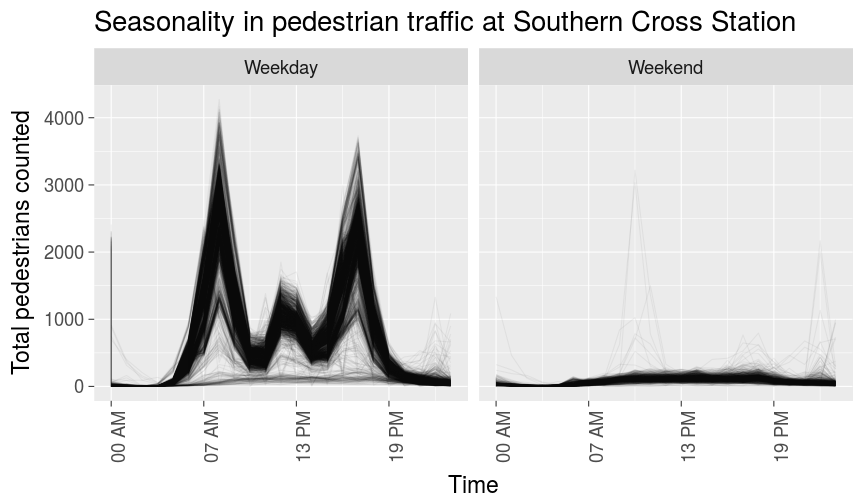 Seasonality in pedestrian traffic at Southern Cross Station
Weekday
Weekend
Total pedestrians counted
4000
3000
2000
1000
0
00 AM
07 AM
13 PM
19 PM
00 AM
07 AM
13 PM
19 PM
Time